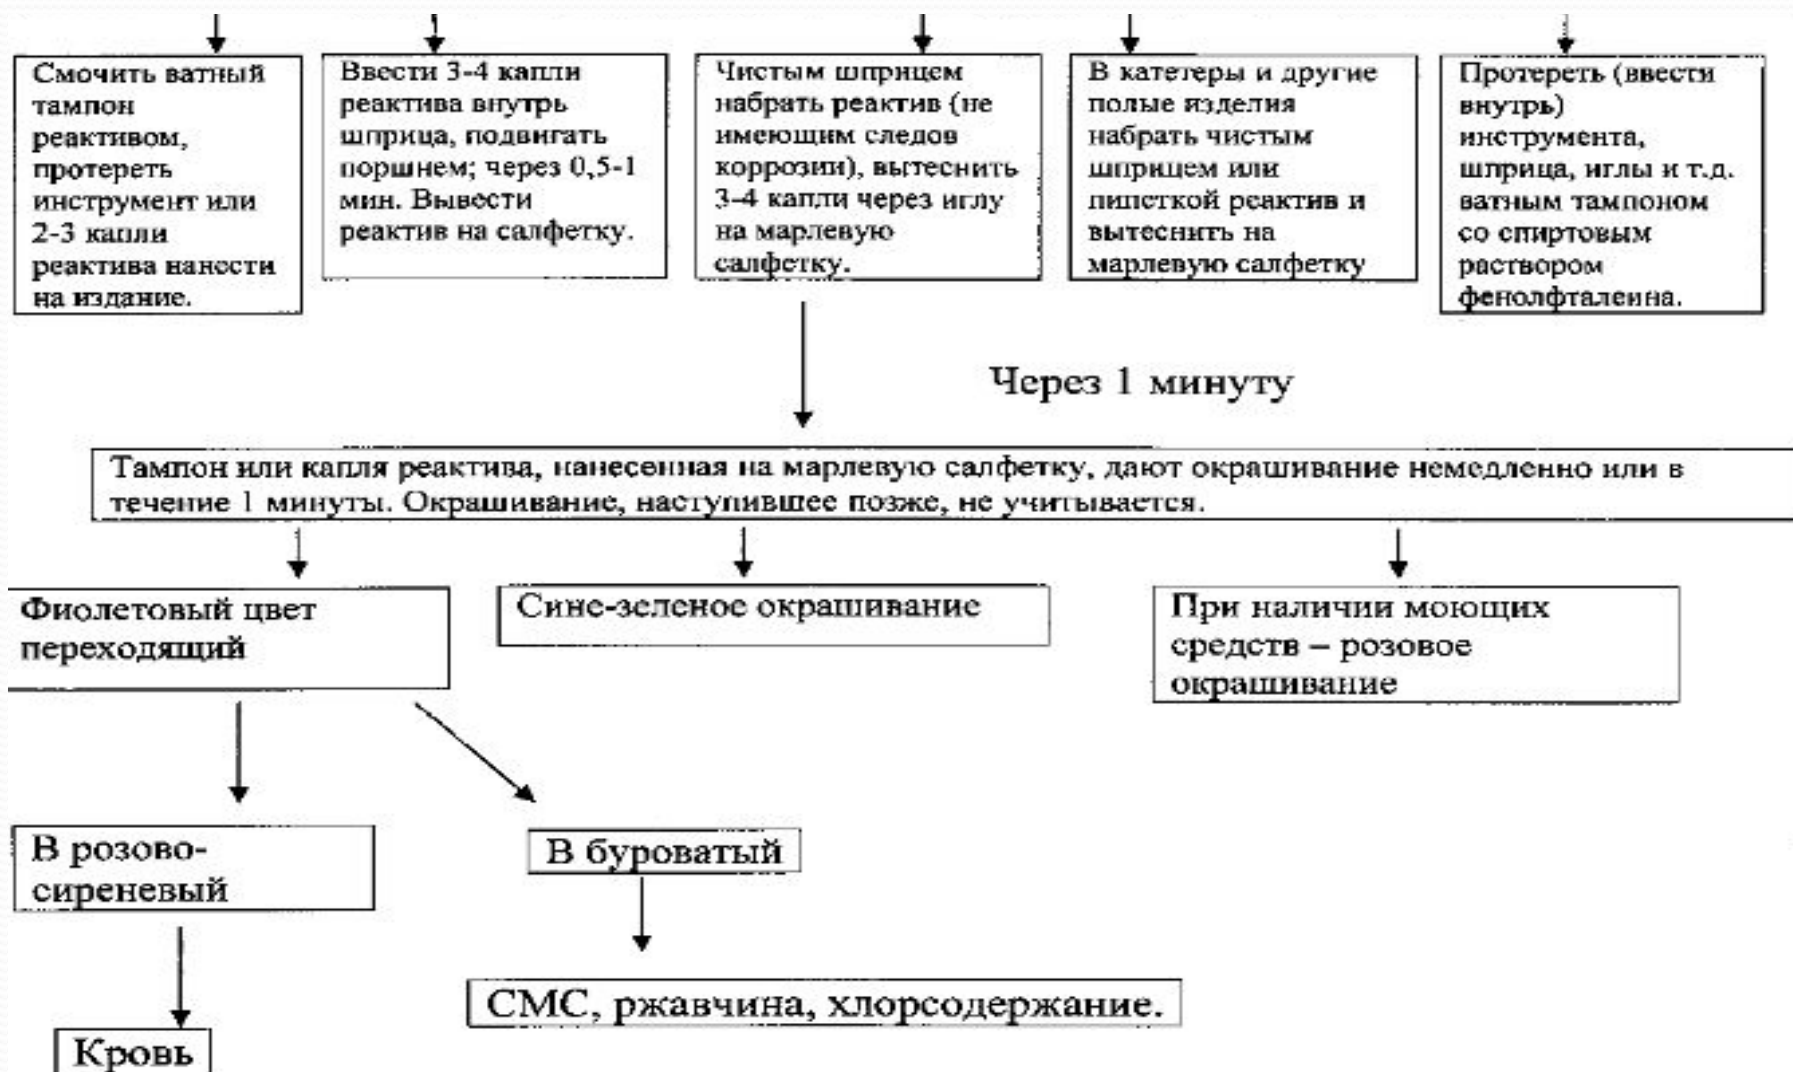 Смочить ватный
тампон
реактивом,
протереть
инструмент или
2-3 капли
реактива наности
на издание.
Ввести 3-4 капли
реактива внутрь
шприца, подвигать
поршнем; через 0,5-1
мин. Вывести
реактив на салфетку.
Чистым шприцем
набрать реактив (не
имеющим следов
коррозии), вытеснить
3-4 капли через иглу
на марлевую
салфетку.
В катетеры и другие
полые изделия
набрать чистым
шприцем или
пипсткой реактив и
вытеснить на
марлевую салфетку
Протереть (ввести
внутрь)
инструмента,
шприца, иглы и т.д.
ватным тампоном
со спиртовым
раствором
фенолфталеина.
Через 1 минуту
Тампон или капля реактива, нанесенная на марлевую салфетку, дают окрашивание немедленно или в
течение 1 минуты. Окрашивание, наступившее позже, не учитывается.
Фиолетовый цвет
переходящий
Сине-зеленое окрашивание
При наличии моющих
средств – розовое
окрашивание
В розово-
сиреневый
В буроватый
СМС, ржавчина, хлорсодержание.
Кровь